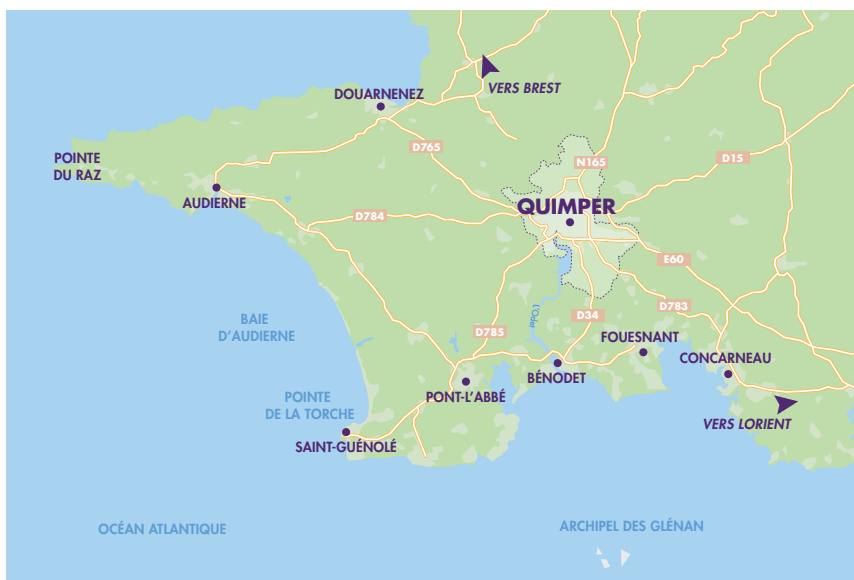 VERS BREST
DOUARNENEZ
D765
N165
D15
POINTE
DU RAZ
AUDIERNE
QUIMPER
D784
E60
BAIE
D'AUDIERNE
D783
D34
D785
FOUESNANT
CONCARNEAU
BÉNODET
PONT-L'ABBÉ
POINTE
DE LA TORCHE
VERS LORIENT
SAINT-GUÉNOLÉ
OCÉAN ATLANTIQUE
ARCHIPEL DES GLÉNAN